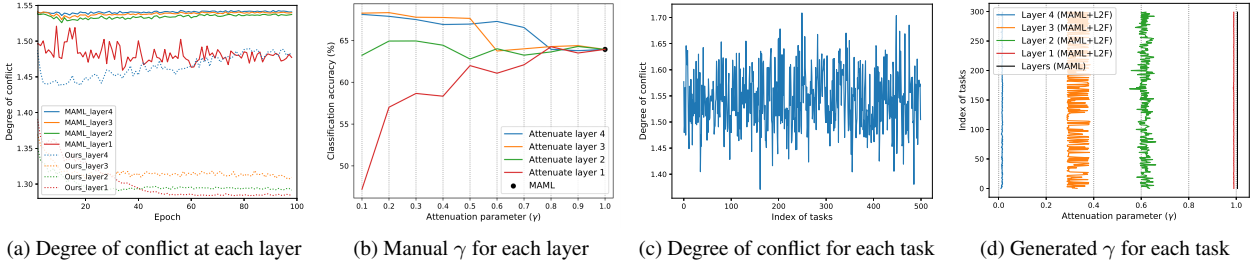 1.55
1.50
1.45
1.40
1.35
1.30
Degree of conflict
MAML_layer4
MAML_layer3
MAML_layer2
MAML_layer1
Ours_layer4
Ours_layer3
Ours_layer2
Ours_layer1
20
40
60
80
100
Epoch
(a) Degree of conflict at each layer
65
60
55
50
Classification accuracy (%)
Attenuate layer 4
Attenuate layer 3
Attenuate layer 2
Attenuate layer 1
MAML
0.1 0.2 0.3 0.4 0.5 0.6 0.7 0.8 0.9 1.0
Attenuation parameter (γ)
(b) Manual γ for each layer
1.70
1.65
1.60
1.55
1.50
1.45
1.40
Degree of conflict
0 100 200 300 400 500
Index of tasks
(c) Degree of conflict for each task
300
250
200
150
100
50
0
Index of tasks
Layer 4 (MAML+L2F)
Layer 3 (MAML+L2F)
Layer 2 (MAML+L2F)
Layer 1 (MAML+L2F)
Layers (MAML)
0.0 0.2 0.4 0.6 0.8 1.0
Attenuation parameter (γ)
(d) Generated γ for each task